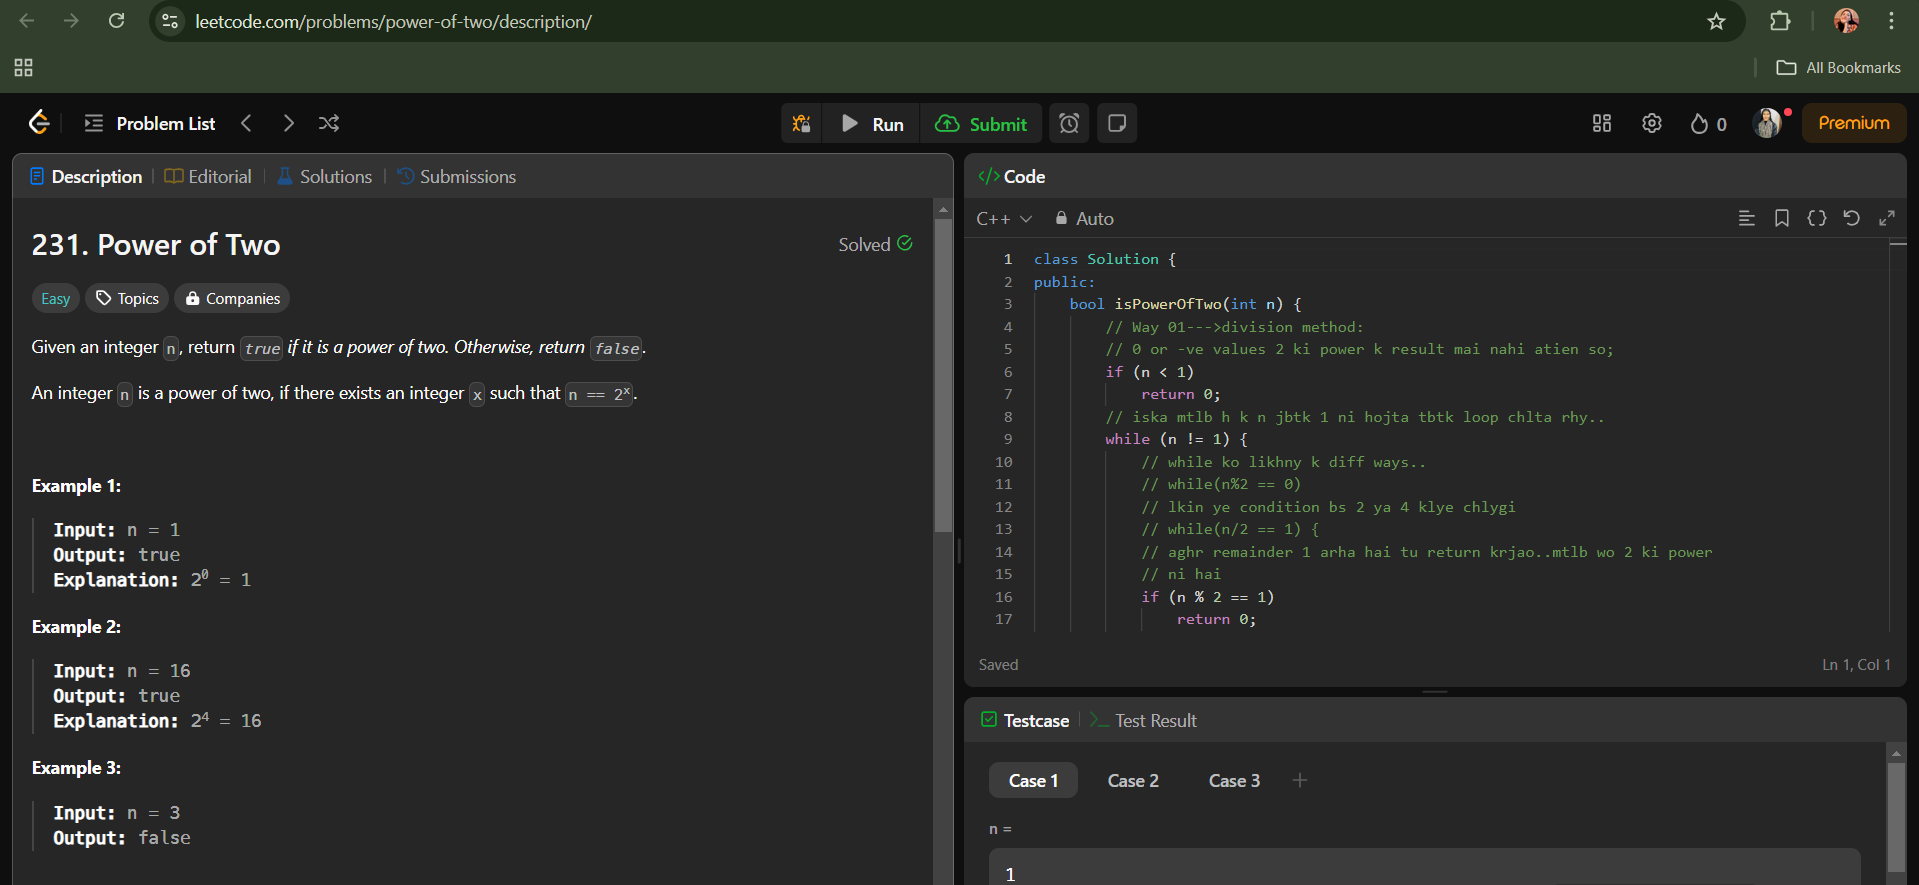 leetcode.com/problems/power-of-two/description/
All Bookmarks
Problem List
Run
Submit
0
Premium
Description
Editorial
Solutions
Submissions
231. Power of Two
Solved
Easy
Topics
Companies
Given an integer n, return true if it is a power of two. Otherwise, return false.
An integer n is a power of two, if there exists an integer x such that n == 2ˣ.
Example 1:
Input: n = 1
Output: true
Explanation: 2⁰ = 1
Example 2:
Input: n = 16
Output: true
Explanation: 2⁴ = 16
Example 3:
Input: n = 3
Output: false
</> Code
C++
Auto
1 class Solution {
2 public:
3 bool isPowerOfTwo(int n) {
4 // Way 01--->division method:
5 // 0 or -ve values 2 ki power k result mai nahi atien so;
6 if (n < 1)
7 return 0;
8 // iska mtlb h k n jbtk 1 ni hojta tbtk loop chlta rhy..
9 while (n != 1) {
10 // while ko likhny k diff ways..
11 // while(n%2 == 0)
12 // lkin ye condition bs 2 ya 4 klye chlygi
13 // while(n/2 == 1) {
14 // aghr remainder 1 arha hai tu return krjao..mtlb wo 2 ki power
15 // ni hai
16 if (n % 2 == 1)
17 return 0;
Saved
Ln 1, Col 1
Testcase
Test Result
Case 1
Case 2
Case 3
n =
1